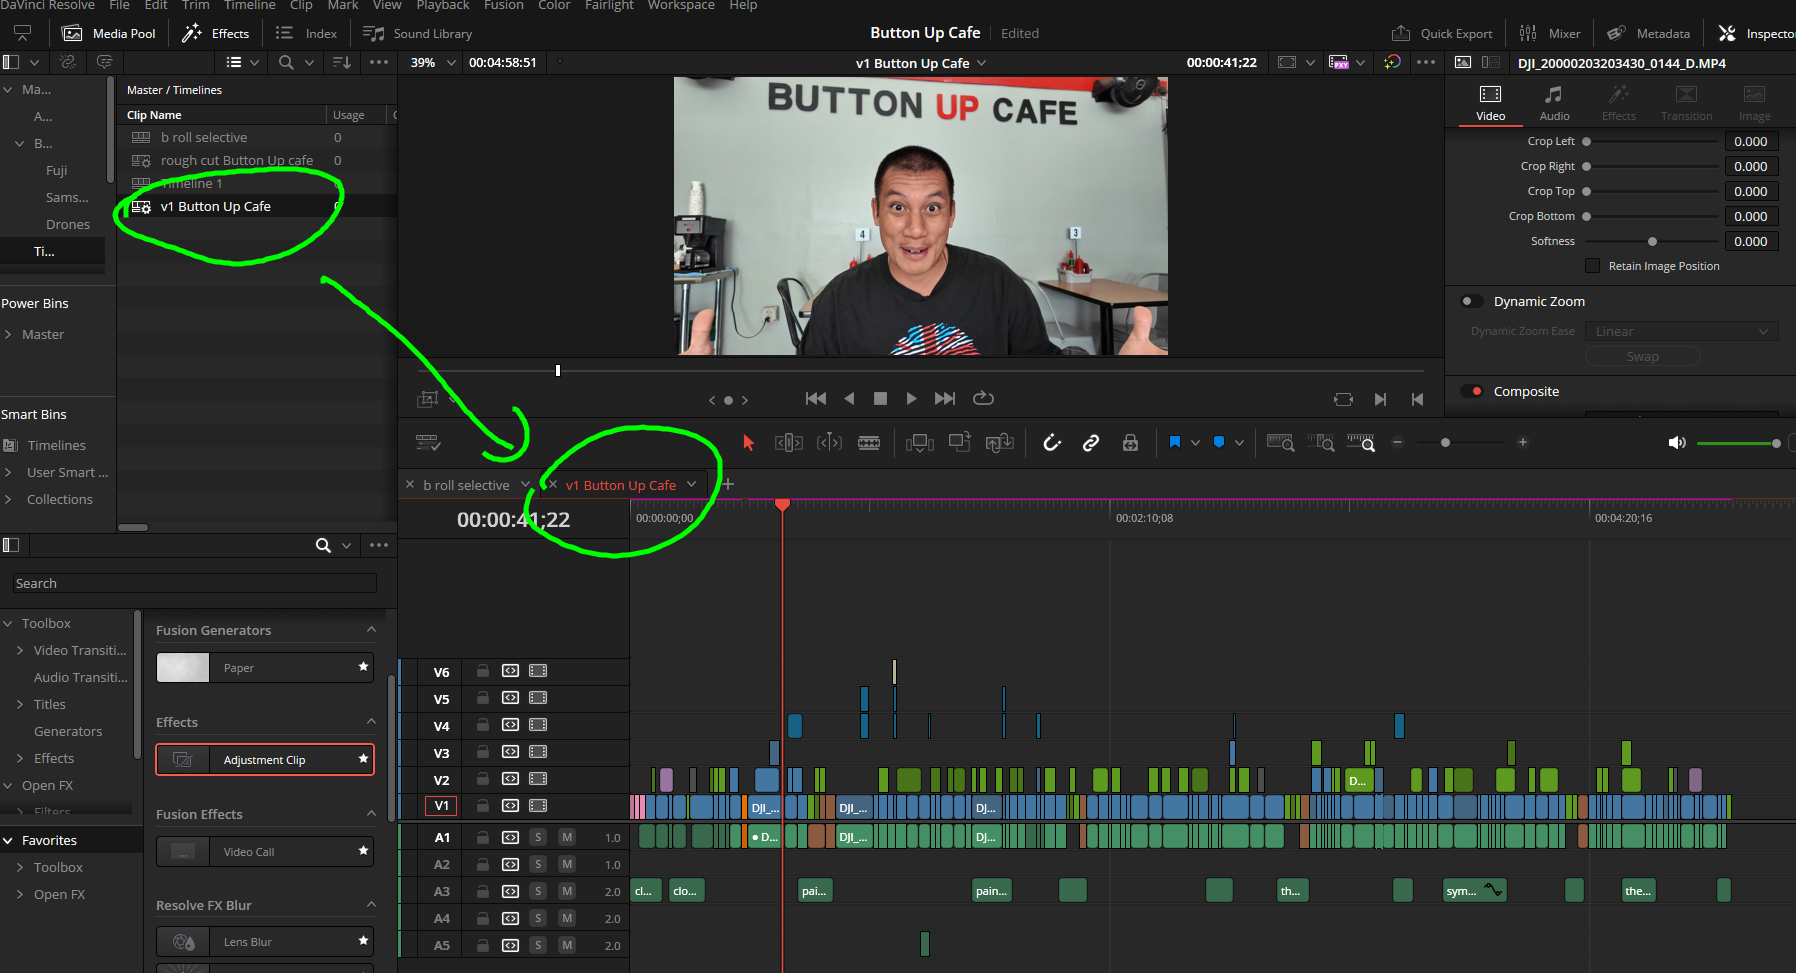 DaVinci Resolve File Edit Trim Timeline Clip Mark View Playback Fusion Color Fairlight Workspace Help
Media Pool Effects Index Sound Library Button Up Cafe Edited Quick Export Mixer Metadata Inspector
39% 00:04:58:51 v1 Button Up Cafe 00:00:41;22 PXY DJI_20000203203430_0144_D.MP4
Ma...
A...
B...
Fuji
Sams...
Drones
Ti...
Power Bins
Master
Smart Bins
Timelines
User Smart ...
Collections
Master / Timelines
Clip Name Usage
b roll selective 0
rough cut Button Up cafe 0
Timeline 1
v1 Button Up Cafe
BUTTON UP CAFE
4
3
Video Audio Effects Transition Image
Crop Left 0.000
Crop Right 0.000
Crop Top 0.000
Crop Bottom 0.000
Softness 0.000
Retain Image Position
Dynamic Zoom
Dynamic Zoom Ease Linear
Swap
Composite
b roll selective v1 Button Up Cafe
00:00:41;22
00:00:00;00 00:02:10;08 00:04:20;16
Search
Toolbox
Video Transiti...
Audio Transiti...
Titles
Generators
Effects
Open FX
Filters
Favorites
Toolbox
Open FX
Fusion Generators
Paper
Effects
Adjustment Clip
Fusion Effects
Video Call
Resolve FX Blur
Lens Blur
V6
V5
V4
V3
V2 D...
V1 DJI_... DJI_... DJ...
A1 S M 1.0 D... DJI_... DJ...
A2 S M 1.0
A3 S M 2.0 cl... clo... pai... pain... th... sym... the...
A4 S M 2.0
A5 S M 2.0